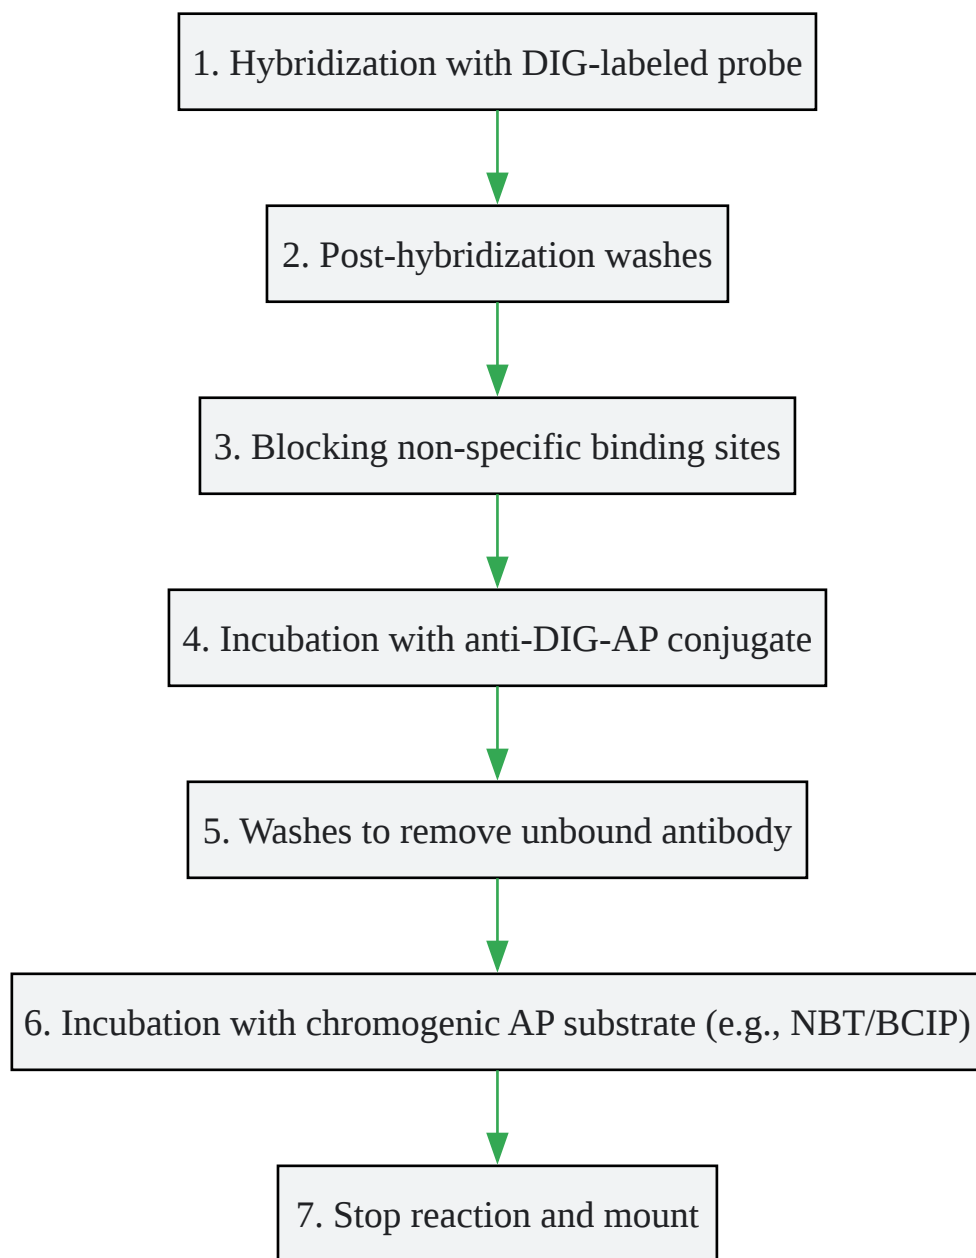 1. Hybridization with DIG-labeled probe
2. Post-hybridization washes
3. Blocking non-specific binding sites
4. Incubation with anti-DIG-AP conjugate
5. Washes to remove unbound antibody
6. Incubation with chromogenic AP substrate (e.g., NBT/BCIP)
7. Stop reaction and mount